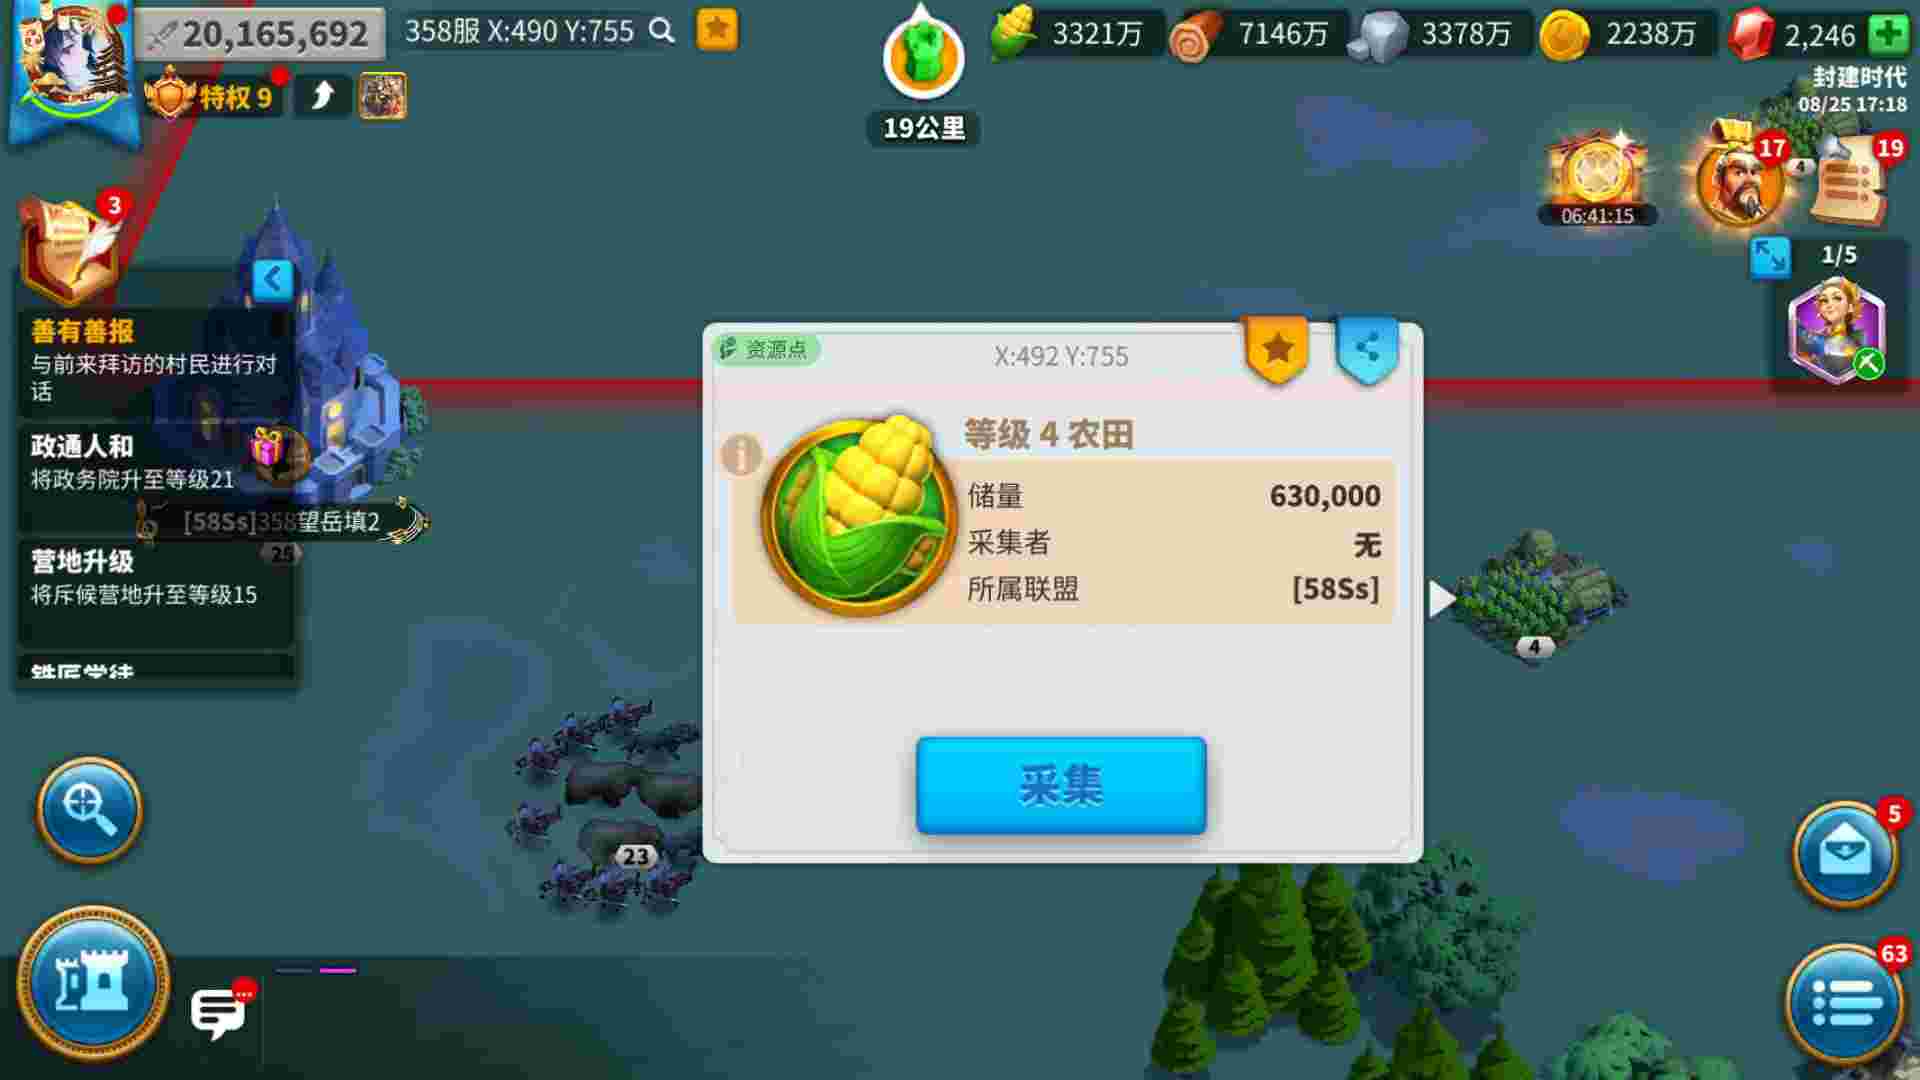 20,165,692
358服 X:490 Y:755
3321万
7146万
3378万
2238万
2,246
特权 9
19公里
封建时代
08/25 17:18
17
4
19
06:41:15
1/5
3
善有善报
与前来拜访的村民进行对
话
政通人和
将政务院升至等级21
[58Ss]358望岳填2
25
营地升级
将斥候营地升至等级15
铁匠学徒
资源点
X:492 Y:755
等级 4 农田
储量
630,000
采集者
无
所属联盟
[58Ss]
采集
4
23
5
63